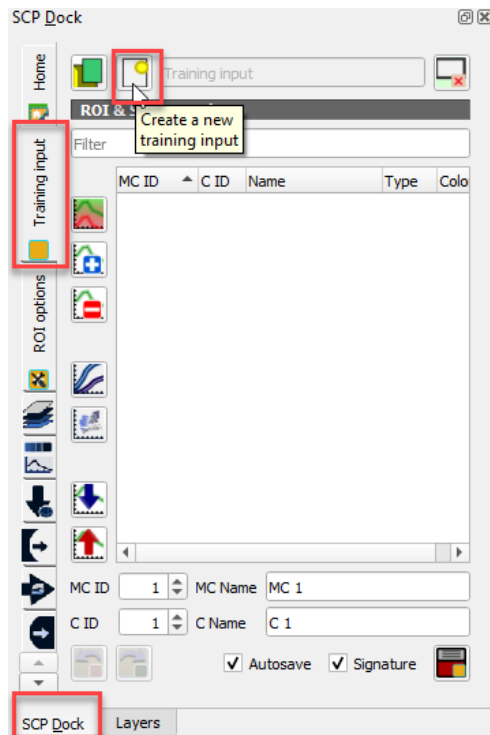 SCP Dock
Home
Training input
ROI & S
Create a new
training input
Filter
Training input
MC ID C ID Name Type Colo
ROI options
MC ID 1 MC Name MC 1
C ID 1 C Name C 1
Autosave Signature
SCP Dock Layers